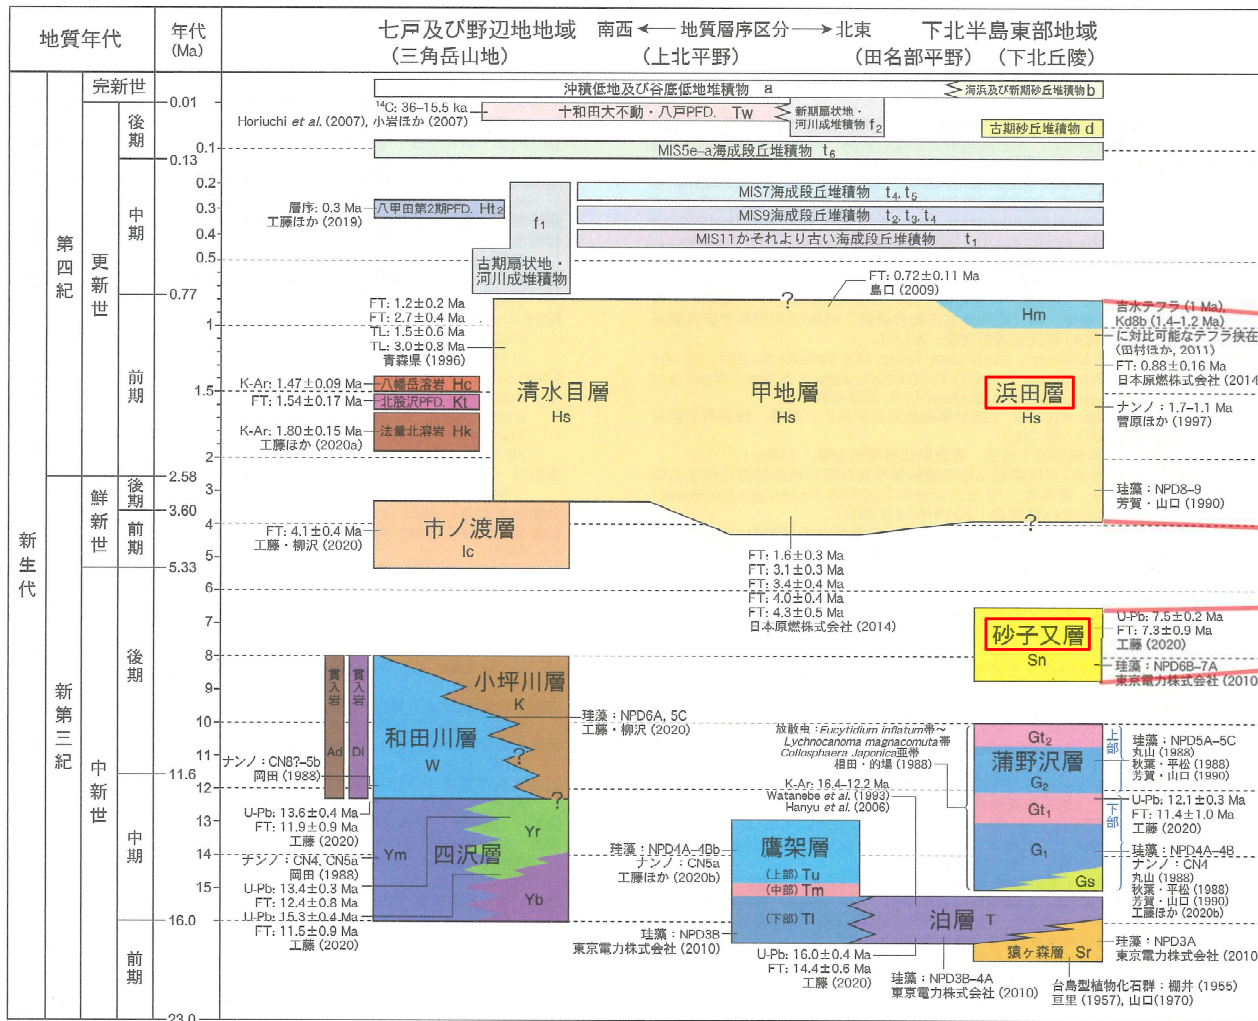 地質年代
年代
(Ma)
七戸及び野辺地地域
(三角岳山地)
南西 ← 地質層序区分 → 北東
(上北平野)
(田名部平野)
下北半島東部地域
(下北丘陵)
新生代
第四紀
新第三紀
完新世
更新世
鮮新世
中新世
後期
中期
前期
後期
前期
後期
中期
前期
0.01
0.1
0.13
0.2
0.3
0.4
0.5
0.77
1
1.5
2
2.58
3
3.60
4
5
5.33
6
7
8
9
10
11
11.6
12
13
14
15
16.0
23.0
沖積低地及び谷底低地堆積物 a
海浜及び新期砂丘堆積物 b
¹⁴C: 36–15.5 ka
Horiuchi et al. (2007), 小岩ほか (2007)
十和田大不動・八戸PFD. Tw
新期扇状地・
河川成堆積物 f₂
古期砂丘堆積物 d
MIS5e–a海成段丘堆積物 t₆
MIS7海成段丘堆積物 t₄, t₅
層序: 0.3 Ma
工藤ほか (2019)
八甲田第2期PFD. Ht₂
f₁
MIS9海成段丘堆積物 t₂, t₃, t₄
MIS11かそれより古い海成段丘堆積物 t₁
古期扇状地・
河川成堆積物
FT: 0.72±0.11 Ma
島口 (2009)
FT: 1.2±0.2 Ma
FT: 2.7±0.4 Ma
TL: 1.5±0.6 Ma
TL: 3.0±0.8 Ma
青森県 (1996)
?
Hm
吉水テフラ (1 Ma),
Kd8b (1.4–1.2 Ma)
に対比可能なテフラ挟在
(田村ほか, 2011)
FT: 0.88±0.16 Ma
日本原燃株式会社 (2014
K-Ar: 1.47±0.09 Ma
八幡岳溶岩 Hc
FT: 1.54±0.17 Ma
北股沢PFD. Kt
K-Ar: 1.80±0.15 Ma
工藤ほか (2020a)
法量北溶岩 Hk
清水目層
Hs
甲地層
Hs
浜田層
Hs
ナンノ: 1.7–1.1 Ma
菅原ほか (1997)
珪藻: NPD8–9
芳賀・山口 (1990)
FT: 4.1±0.4 Ma
工藤・柳沢 (2020)
市ノ渡層
Ic
?
FT: 1.6±0.3 Ma
FT: 3.1±0.3 Ma
FT: 3.4±0.4 Ma
FT: 4.0±0.4 Ma
FT: 4.3±0.5 Ma
日本原燃株式会社 (2014)
砂子又層
Sn
U-Pb: 7.5±0.2 Ma
FT: 7.3±0.9 Ma
工藤 (2020)
珪藻: NPD6B–7A
東京電力株式会社 (2010
貫入岩
Ad
貫入岩
Di
小坪川層
K
和田川層
W
?
?
珪藻: NPD6A, 5C
工藤・柳沢 (2020)
ナンノ: CN8?–5b
岡田 (1988)
放散虫: Eucytidium inflatum帯～
Lychnocanoma magnacomuta帯
Collosphaera Japonica亜帯
相田・的場 (1988)
K-Ar: 16.4–12.2 Ma
Watanebe et al. (1993)
Hanyu et al. (2006)
Gt₂
蒲野沢層
G₂
Gt₁
G₁
Gs
上部
下部
珪藻: NPD5A–5C
丸山 (1988)
秋葉・平松 (1988)
芳賀・山口 (1990)
U-Pb: 12.1±0.3 Ma
FT: 11.4±1.0 Ma
工藤 (2020)
珪藻: NPD4A–4B
ナンノ: CN4
丸山 (1988)
秋葉・平松 (1988)
芳賀・山口 (1990)
工藤ほか (2020b)
U-Pb: 13.6±0.4 Ma
FT: 11.9±0.9 Ma
工藤 (2020)
ナンノ: CN4, CN5a
岡田 (1988)
U-Pb: 13.4±0.3 Ma
FT: 12.4±0.8 Ma
U-Pb: 15.3±0.4 Ma
FT: 11.5±0.9 Ma
工藤 (2020)
Ym
四沢層
Yr
Yb
珪藻: NPD4A–4Bb
ナンノ: CN5a
工藤ほか (2020b)
鷹架層
(上部) Tu
(中部) Tm
(下部) Tl
珪藻: NPD3B
東京電力株式会社 (2010)
泊層 T
猿ヶ森層 Sr
U-Pb: 16.0±0.4 Ma
FT: 14.4±0.6 Ma
工藤 (2020)
珪藻: NPD3B–4A
東京電力株式会社 (2010)
珪藻: NPD3A
東京電力株式会社 (2010
台島型植物化石群: 棚井 (1955)
亘里 (1957), 山口(1970)